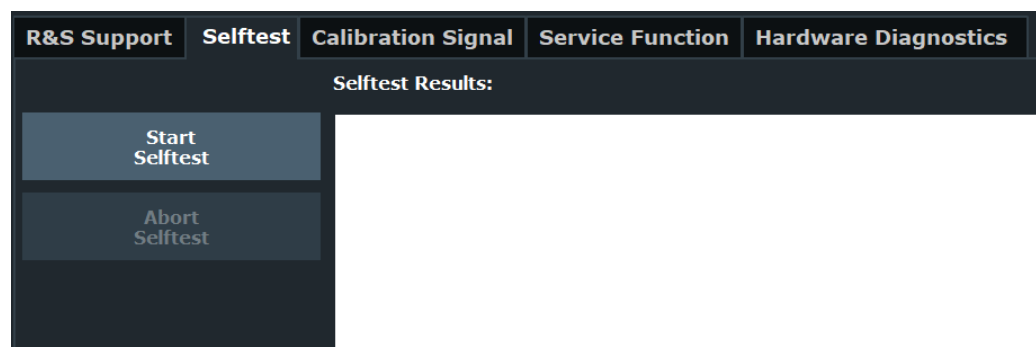 R&S Support Selftest Calibration Signal Service Function Hardware Diagnostics
Selftest Results:
Start
Selftest
Abort
Selftest